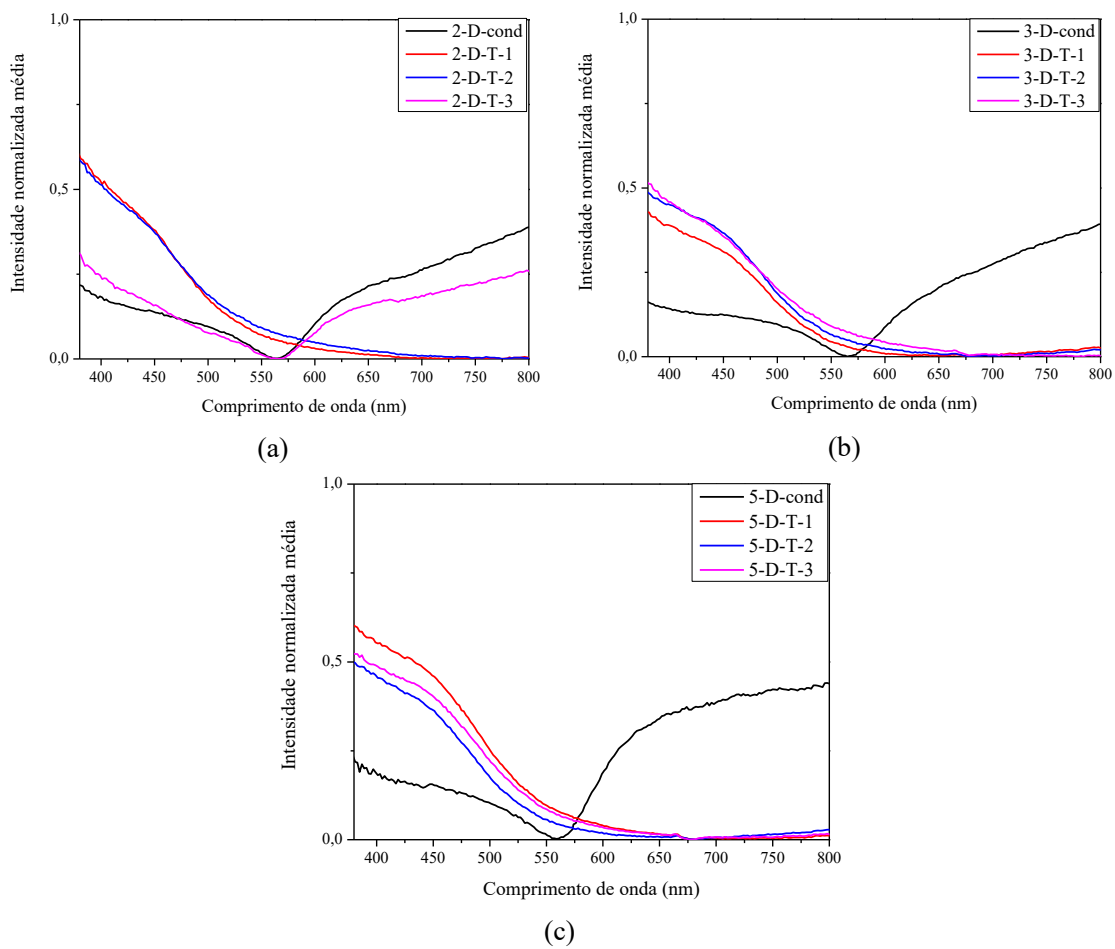 1,0
0,5
0,0
Intensidade normalizada média
2-D-cond
2-D-T-1
2-D-T-2
2-D-T-3
400 450 500 550 600 650 700 750 800
Comprimento de onda (nm)
(a)
1,0
0,5
0,0
Intensidade normalizada média
3-D-cond
3-D-T-1
3-D-T-2
3-D-T-3
400 450 500 550 600 650 700 750 800
Comprimento de onda (nm)
(b)
1,0
0,5
0,0
Intensidade normalizada média
5-D-cond
5-D-T-1
5-D-T-2
5-D-T-3
400 450 500 550 600 650 700 750 800
Comprimento de onda (nm)
(c)